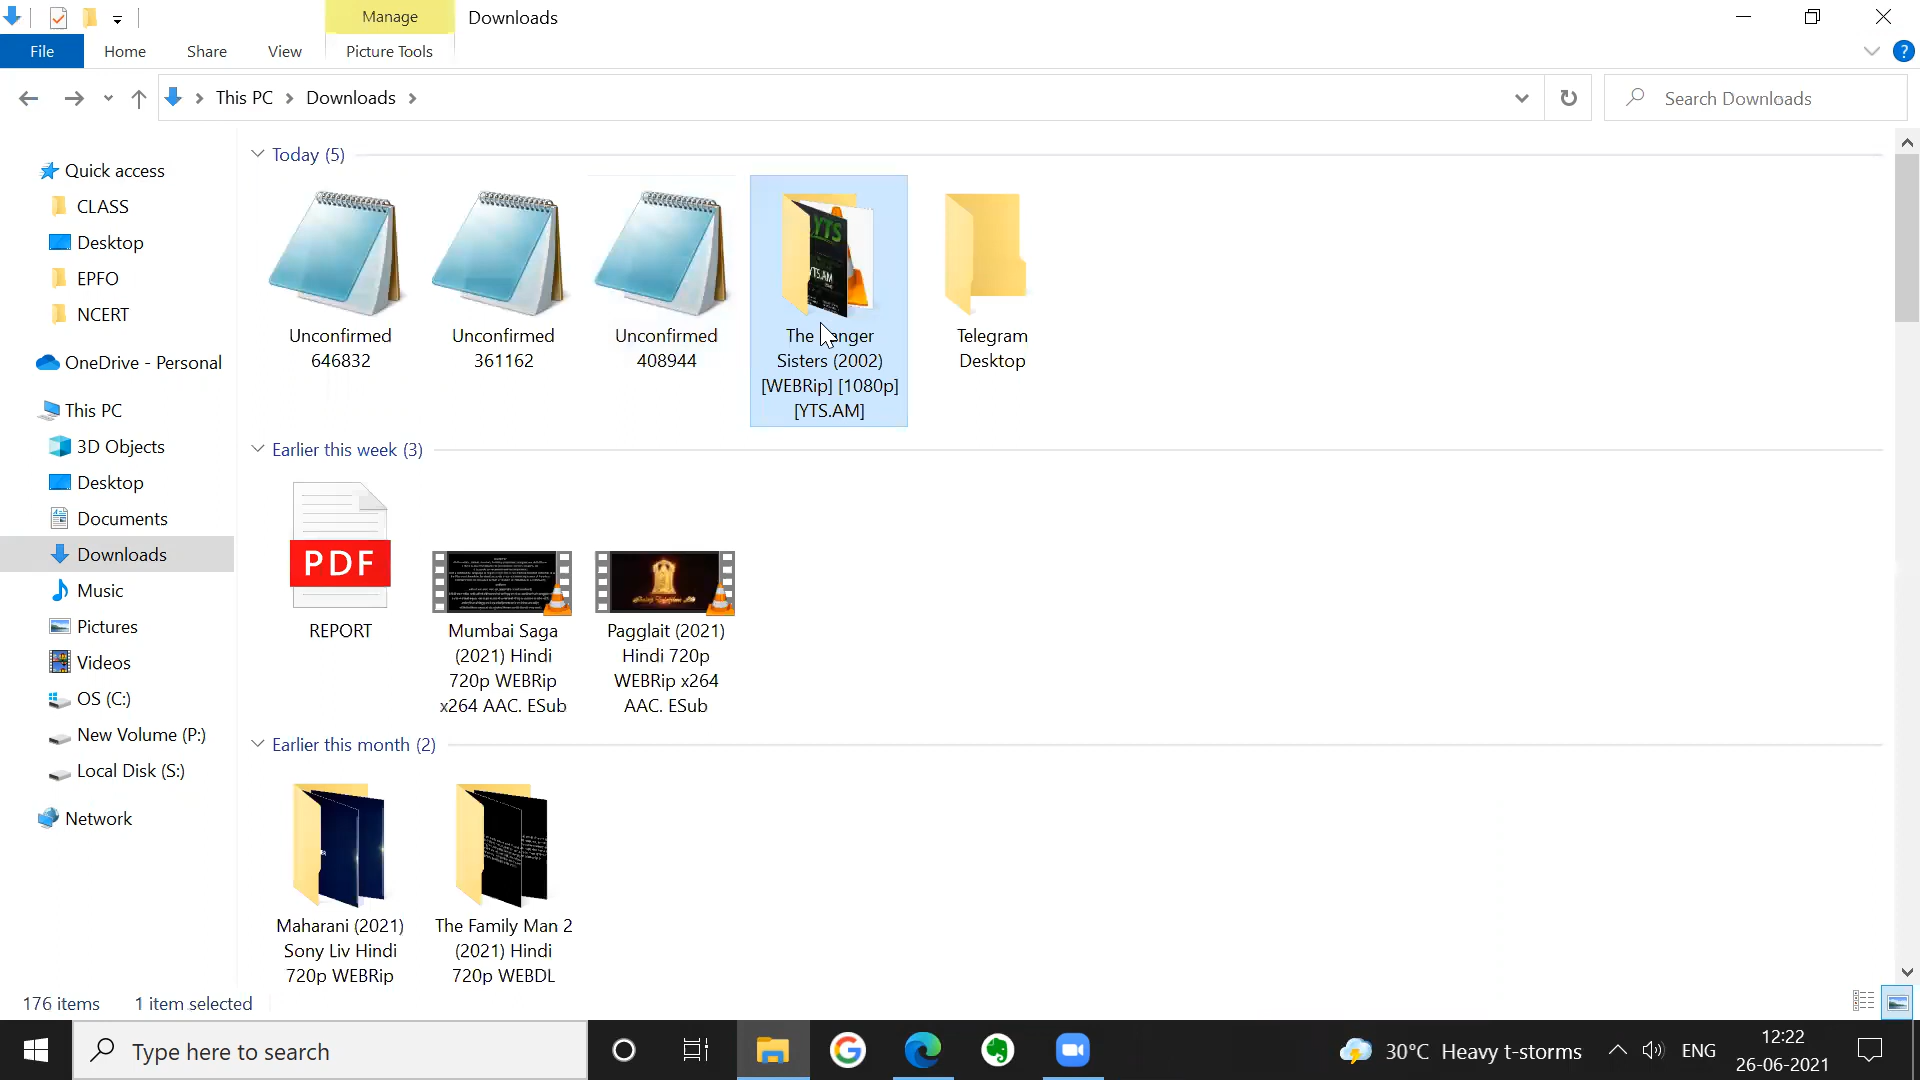 Manage
Downloads
File
Home
Share
View
Picture Tools
This PC
Downloads
Search Downloads
Quick access
CLASS
Desktop
EPFO
NCERT
OneDrive - Personal
This PC
3D Objects
Desktop
Documents
Downloads
Music
Pictures
Videos
OS (C:)
New Volume (P:)
Local Disk (S:)
Network
Today (5)
Unconfirmed
646832
Unconfirmed
361162
Unconfirmed
408944
YTS
YTS.AM
The anger
Sisters (2002)
[WEBRip] [1080p]
[YTS.AM]
Telegram
Desktop
Earlier this week (3)
PDF
REPORT
Mumbai Saga
(2021) Hindi
720p WEBRip
x264 AAC. ESub
Pagglait (2021)
Hindi 720p
WEBRip x264
AAC. ESub
Earlier this month (2)
Maharani (2021)
Sony Liv Hindi
720p WEBRip
The Family Man 2
(2021) Hindi
720p WEBDL
176 items
1 item selected
Type here to search
30°C Heavy t-storms
ENG
12:22
26-06-2021